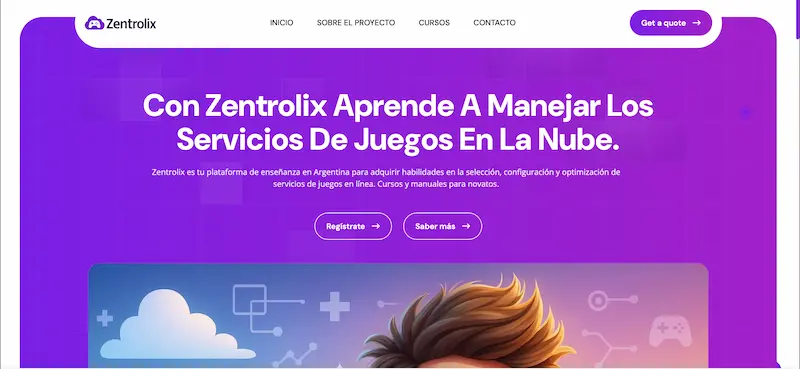 Zentrolix
INICIO
SOBRE EL PROYECTO
CURSOS
CONTACTO
Get a quote
Con Zentrolix Aprende A Manejar Los
Servicios De Juegos En La Nube.
Zentrolix es tu plataforma de enseñanza en Argentina para adquirir habilidades en la selección, configuración y optimización de
servicios de juegos en línea. Cursos y manuales para novatos.
Regístrate
Saber más